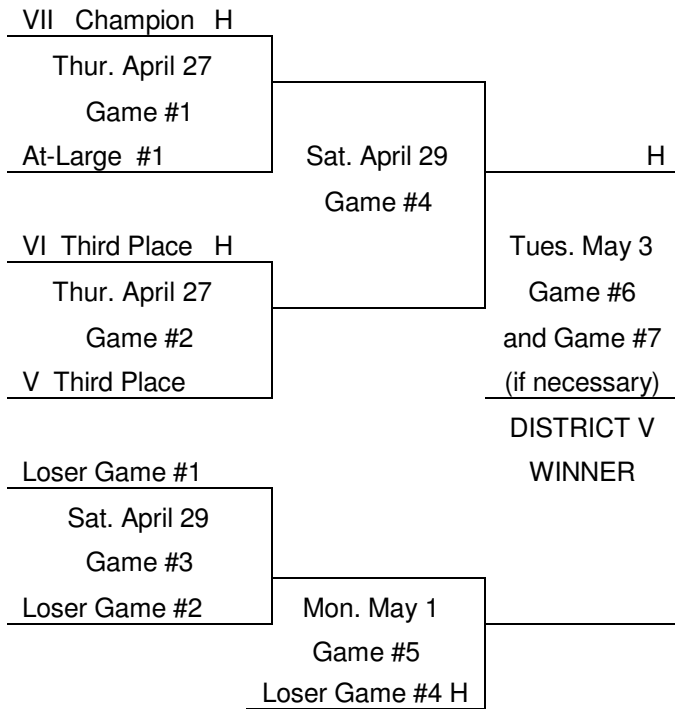 VII Champion H
Thur. April 27
Game #1
At-Large #1
Sat. April 29
Game #4
H
VI Third Place H
Thur. April 27
Game #2
V Third Place
Tues. May 3
Game #6
and Game #7
(if necessary)
DISTRICT V
WINNER
Loser Game #1
Sat. April 29
Game #3
Loser Game #2
Mon. May 1
Game #5
Loser Game #4 H